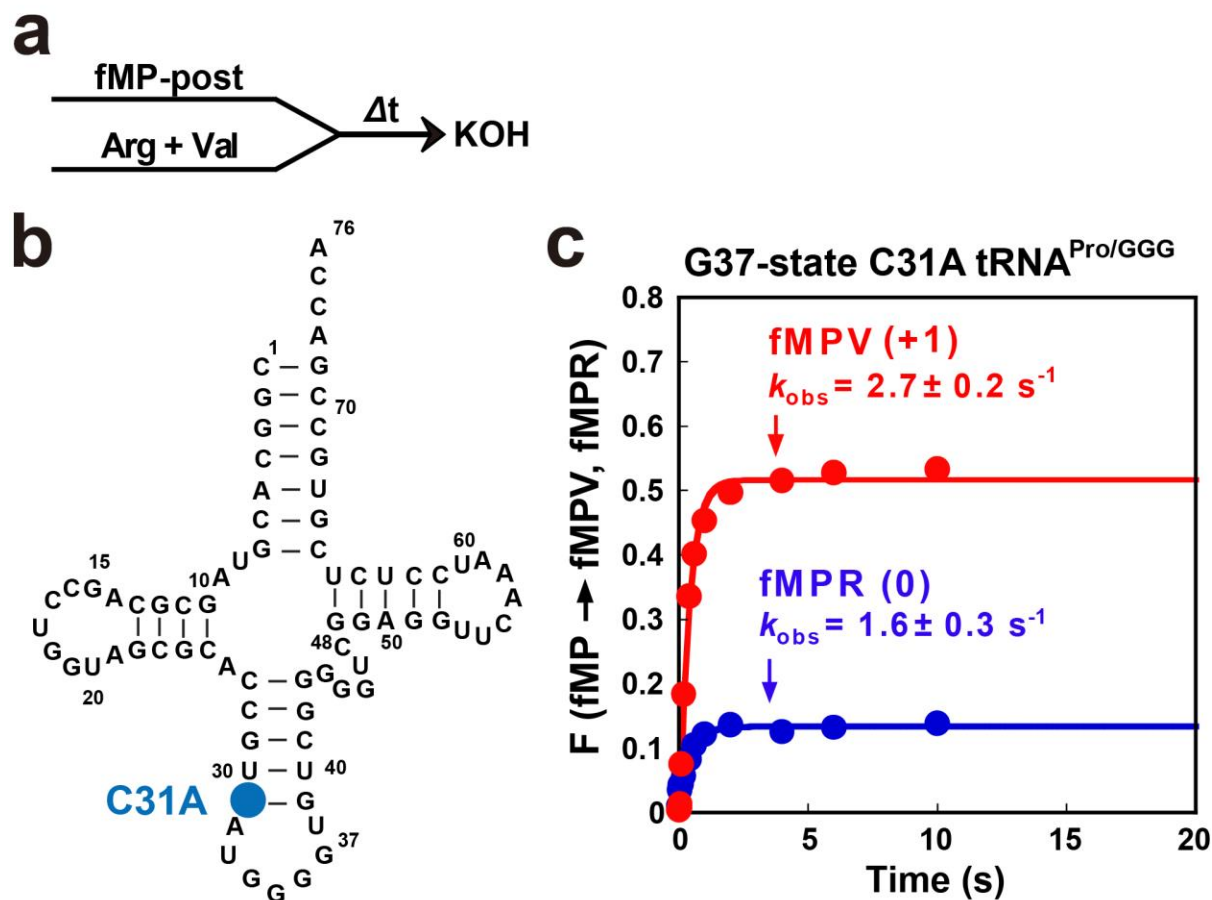 a
fMP-post
Δt
KOH
Arg + Val
b
76
A
C
C
A
1
C – G
G – C
G – C
70
C – G
A – U
C – G
G – C
U
A
10
15
C C G A C G C G
U
G G U A G C G C A
20
U C U C C U A A A C U U G
60
G G A G G
50
48
C U G G G G
C – G
C – G
G – C
30
U – U
40
C31A
– G
A
U
U
G
37
G G G G
c
G37-state C31A tRNA^Pro/GGG
F (fMP → fMPV, fMPR)
0.8
0.7
0.6
0.5
0.4
0.3
0.2
0.1
0
fMPV (+1)
k_obs = 2.7 ± 0.2 s^-1
fMPR (0)
k_obs = 1.6 ± 0.3 s^-1
0
5
10
15
20
Time (s)